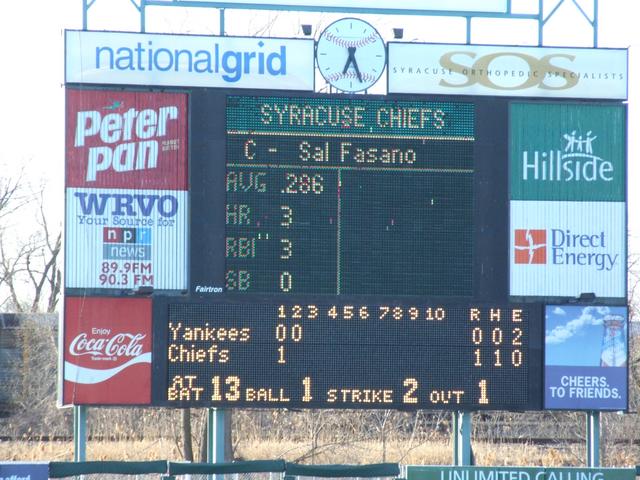 nationalgrid
SOS
SYRACUSE ORTHOPEDIC SPECIALISTS
Peter Pan
SYRACUSE CHIEFS
C - Sal Fasano
AVG .286
HR 3
RBI 3
SB 0
Hillside
WRVO
Your Source for
npr
news
89.9FM
90.3 FM
Direct Energy
Fairtron
1 2 3 4 5 6 7 8 9 10 R H E
Yankees 0 0 0 0 2
Chiefs 1 1 1 0
AT BAT 13 BALL 1 STRIKE 2 OUT 1
Enjoy
Coca-Cola
CHEERS.
TO FRIENDS.
UNLIMITED CALLING